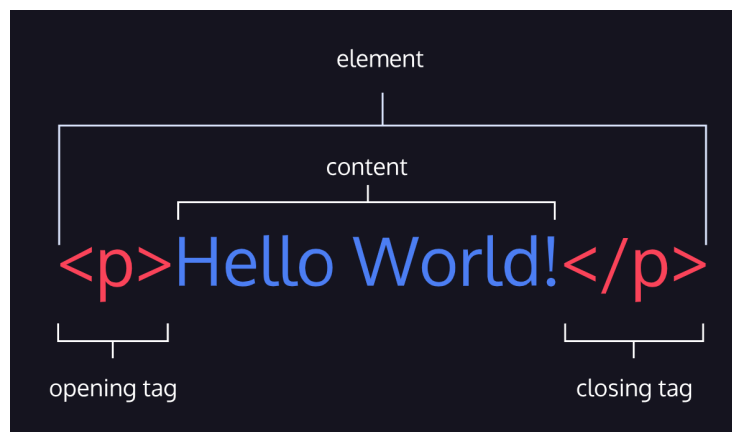 element
content
<p>Hello World!</p>
opening tag
closing tag